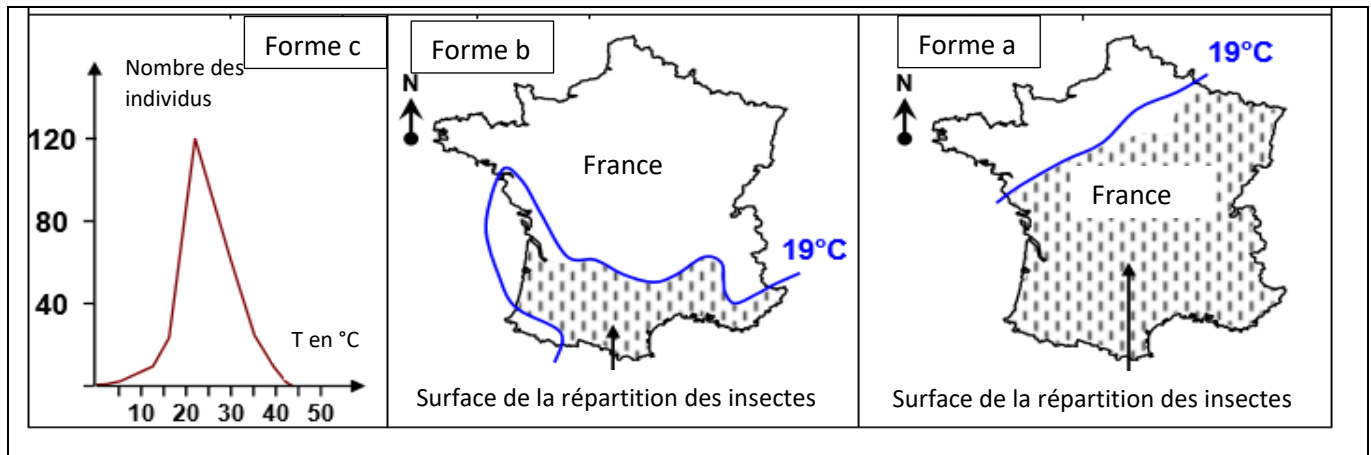 Forme c
Nombre des
individus
120
80
40
T en °C
10 20 30 40 50
Forme b
N
France
19°C
Surface de la répartition des insectes
Forme a
19°C
N
France
Surface de la répartition des insectes